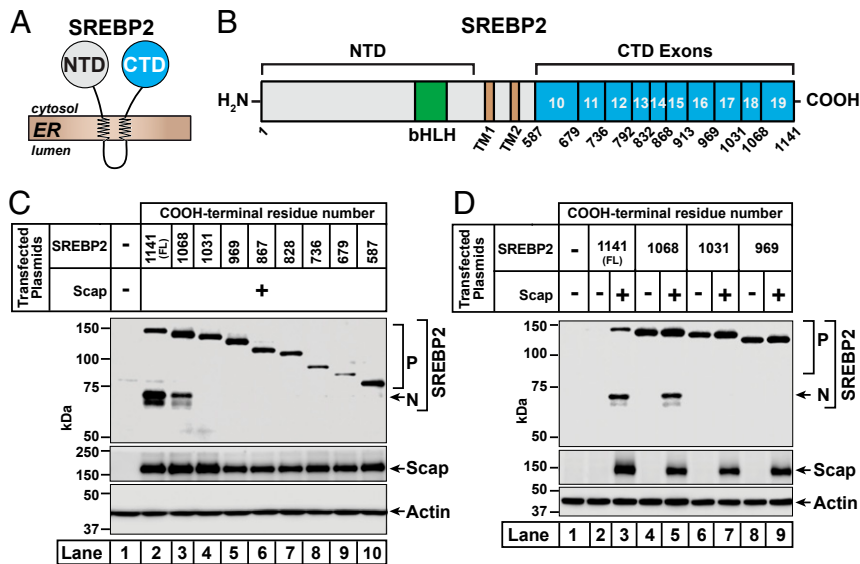 A
SREBP2
NTD
CTD
cytosol
ER
lumen
B
SREBP2
NTD
CTD Exons
H2N
10 11 12 13 14 15 16 17 18 19
COOH
bHLH
1 TM1 TM2 587 679 736 792 832 868 913 969 1031 1068 1141
C
COOH-terminal residue number
Transfected Plasmids
SREBP2 - 1141 (FL) 1068 1031 969 867 828 736 679 587
Scap - +
150
100
75
50
kDa
P
N
SREBP2
250
150
Scap
50
37
Actin
Lane 1 2 3 4 5 6 7 8 9 10
D
COOH-terminal residue number
Transfected Plasmids
SREBP2 - 1141 (FL) 1068 1031 969
Scap - - + - + - + - +
150
100
75
50
kDa
P
N
SREBP2
150
Scap
50
37
Actin
Lane 1 2 3 4 5 6 7 8 9